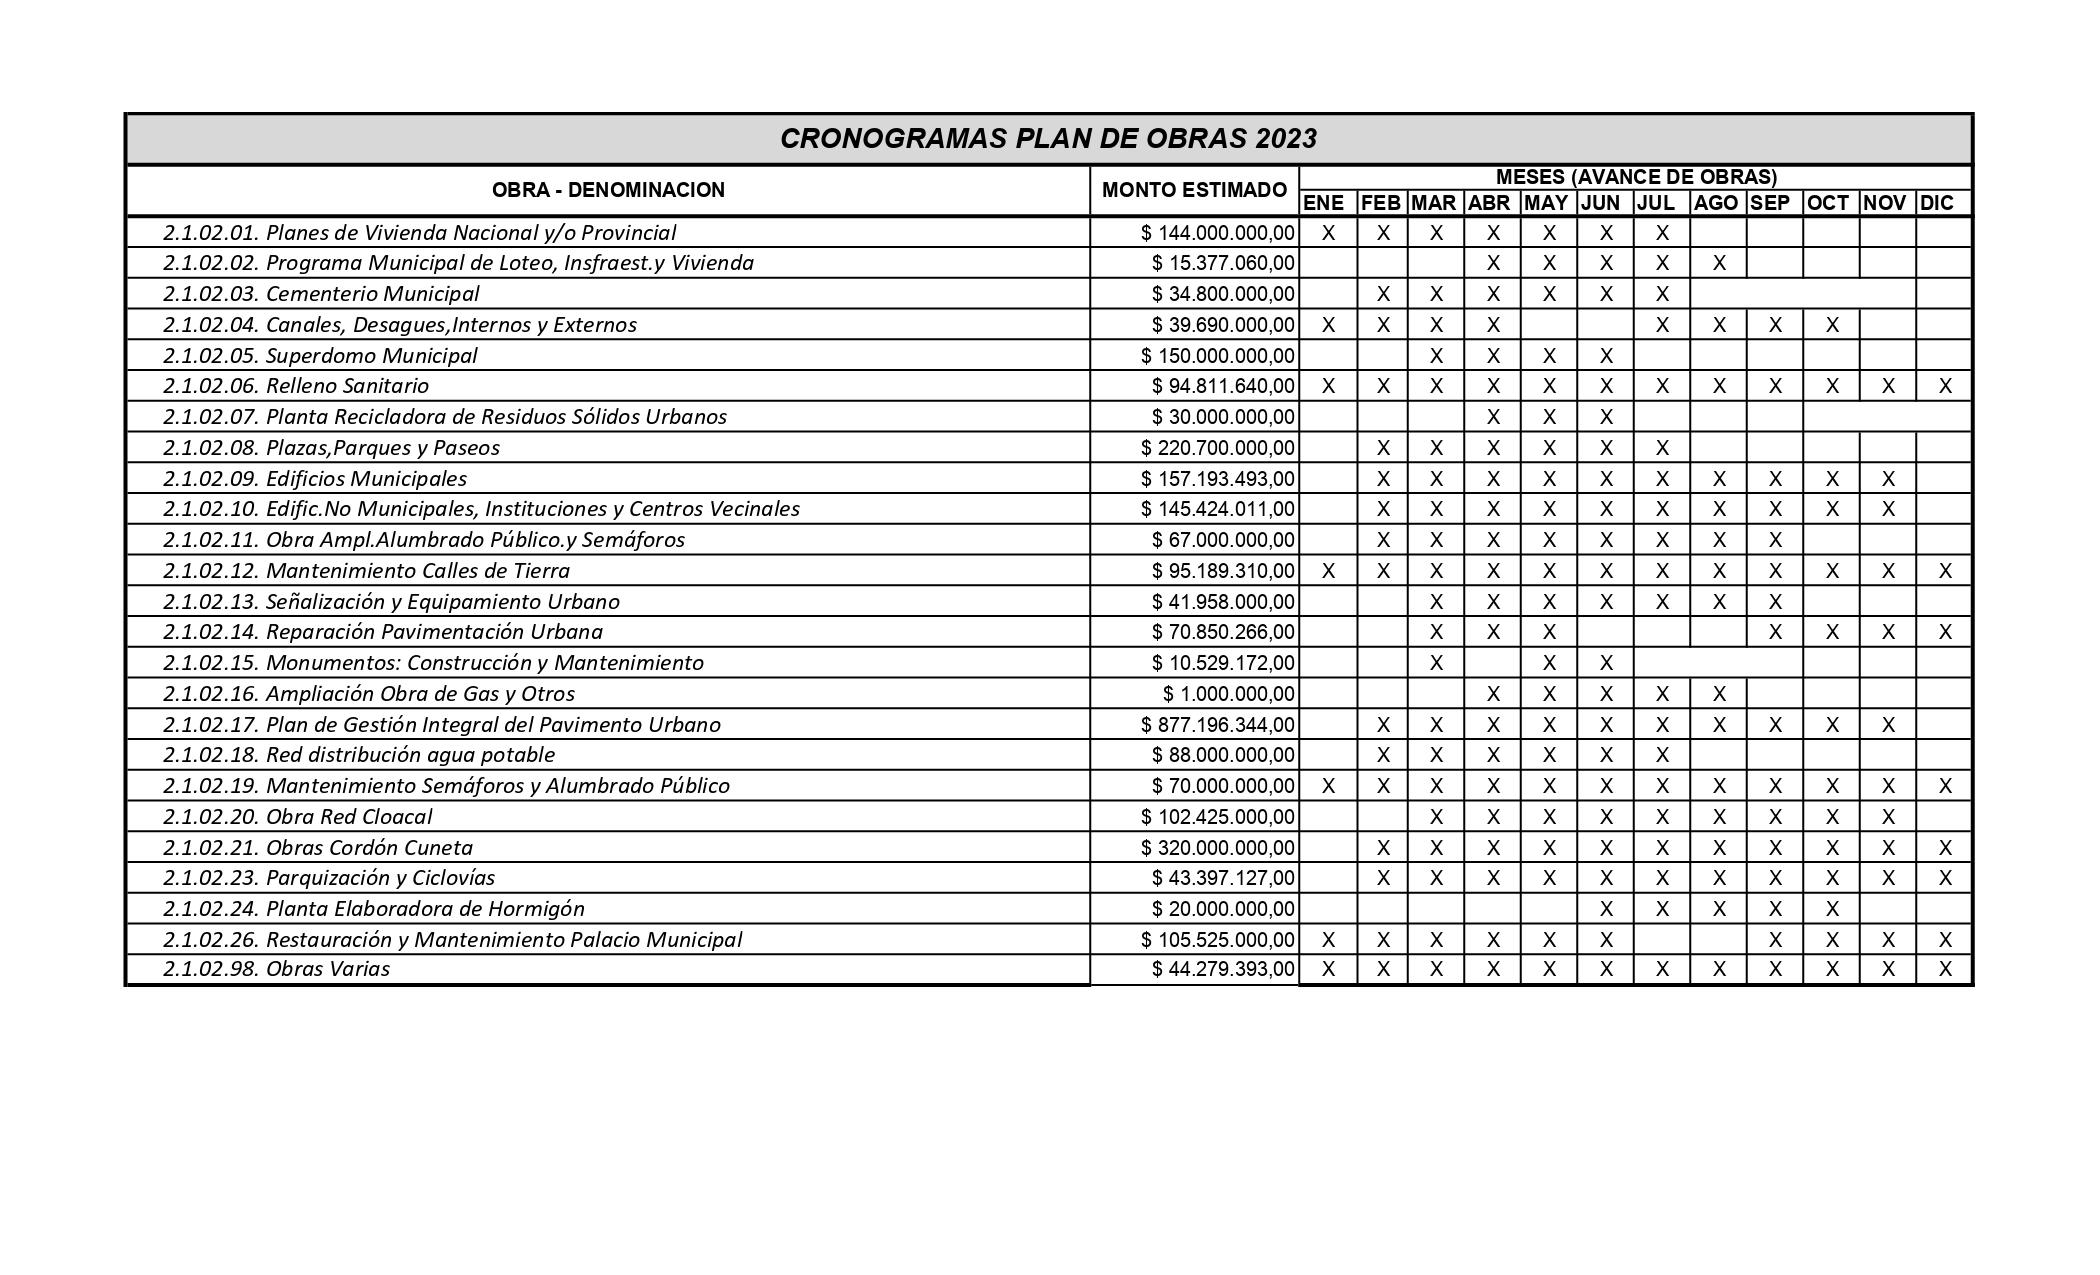 CRONOGRAMAS PLAN DE OBRAS 2023
OBRA - DENOMINACION MONTO ESTIMADO MESES (AVANCE DE OBRAS)
ENE FEB MAR ABR MAY JUN JUL AGO SEP OCT NOV DIC
2.1.02.01. Planes de Vivienda Nacional y/o Provincial $ 144.000.000,00 X X X X X X X
2.1.02.02. Programa Municipal de Loteo, Insfraest.y Vivienda $ 15.377.060,00 X X X X X
2.1.02.03. Cementerio Municipal $ 34.800.000,00 X X X X X X
2.1.02.04. Canales, Desagues,Internos y Externos $ 39.690.000,00 X X X X X X X X
2.1.02.05. Superdomo Municipal $ 150.000.000,00 X X X X
2.1.02.06. Relleno Sanitario $ 94.811.640,00 X X X X X X X X X X X X
2.1.02.07. Planta Recicladora de Residuos Sólidos Urbanos $ 30.000.000,00 X X X
2.1.02.08. Plazas,Parques y Paseos $ 220.700.000,00 X X X X X X
2.1.02.09. Edificios Municipales $ 157.193.493,00 X X X X X X X X X X
2.1.02.10. Edific.No Municipales, Instituciones y Centros Vecinales $ 145.424.011,00 X X X X X X X X X X
2.1.02.11. Obra Ampl.Alumbrado Público.y Semáforos $ 67.000.000,00 X X X X X X X X
2.1.02.12. Mantenimiento Calles de Tierra $ 95.189.310,00 X X X X X X X X X X X X
2.1.02.13. Señalización y Equipamiento Urbano $ 41.958.000,00 X X X X X X X
2.1.02.14. Reparación Pavimentación Urbana $ 70.850.266,00 X X X X X X X
2.1.02.15. Monumentos: Construcción y Mantenimiento $ 10.529.172,00 X X X
2.1.02.16. Ampliación Obra de Gas y Otros $ 1.000.000,00 X X X X X
2.1.02.17. Plan de Gestión Integral del Pavimento Urbano $ 877.196.344,00 X X X X X X X X X X
2.1.02.18. Red distribución agua potable $ 88.000.000,00 X X X X X X
2.1.02.19. Mantenimiento Semáforos y Alumbrado Público $ 70.000.000,00 X X X X X X X X X X X X
2.1.02.20. Obra Red Cloacal $ 102.425.000,00 X X X X X X X X X
2.1.02.21. Obras Cordón Cuneta $ 320.000.000,00 X X X X X X X X X X X
2.1.02.23. Parquización y Ciclovías $ 43.397.127,00 X X X X X X X X X X X
2.1.02.24. Planta Elaboradora de Hormigón $ 20.000.000,00 X X X X X
2.1.02.26. Restauración y Mantenimiento Palacio Municipal $ 105.525.000,00 X X X X X X X X X X
2.1.02.98. Obras Varias $ 44.279.393,00 X X X X X X X X X X X X